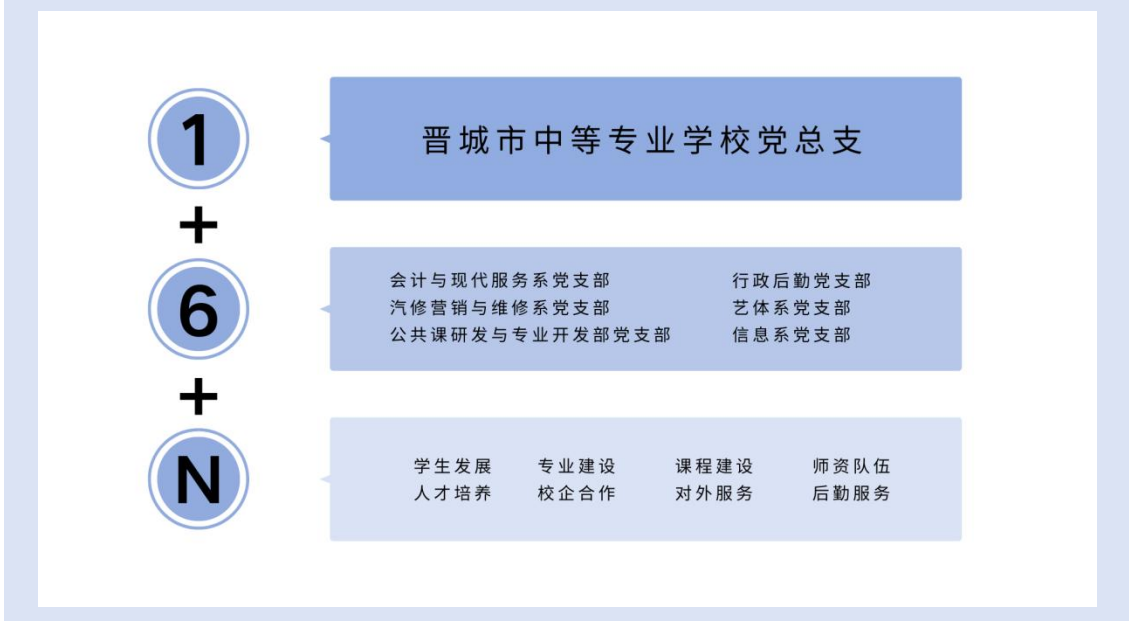 1
晋城市中等专业学校党总支
+
6
会计与现代服务系党支部 行政后勤党支部
汽修营销与维修系党支部 艺体系党支部
公共课研发与专业开发部党支部 信息系党支部
+
N
学生发展 专业建设 课程建设 师资队伍
人才培养 校企合作 对外服务 后勤服务